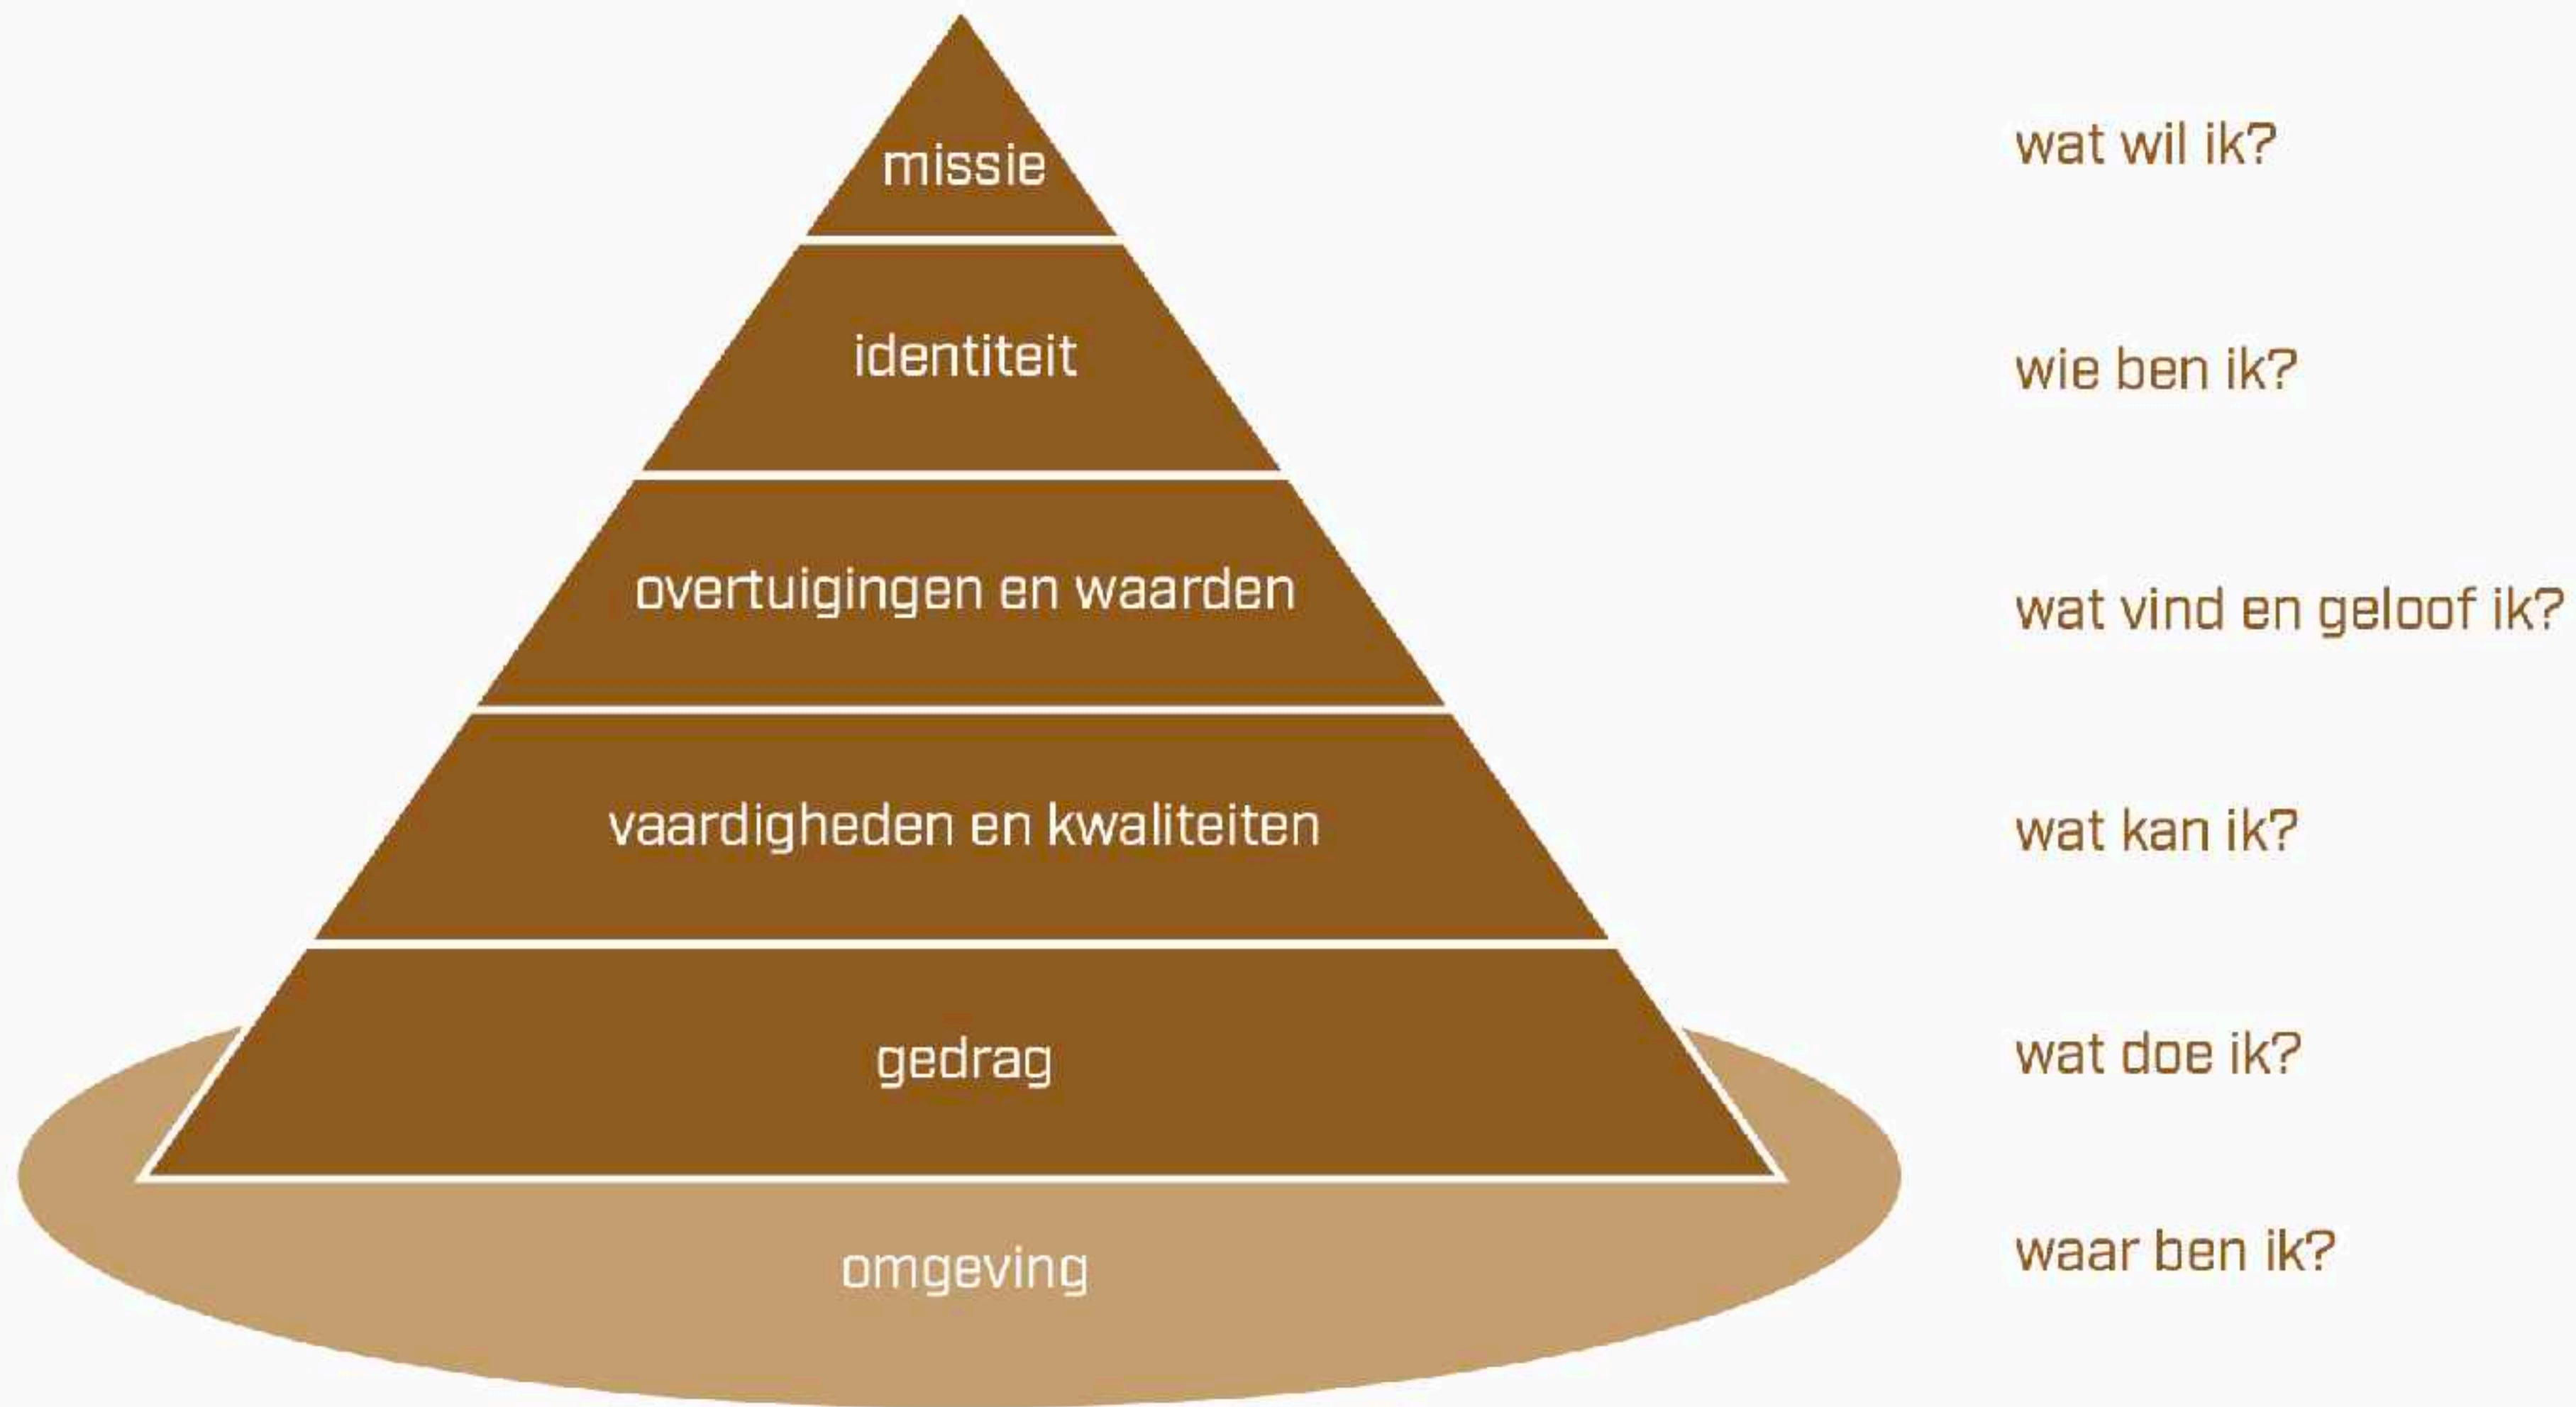 missie
wat wil ik?
identiteit
wie ben ik?
overtuigingen en waarden
wat vind en geloof ik?
vaardigheden en kwaliteiten
wat kan ik?
gedrag
wat doe ik?
omgeving
waar ben ik?